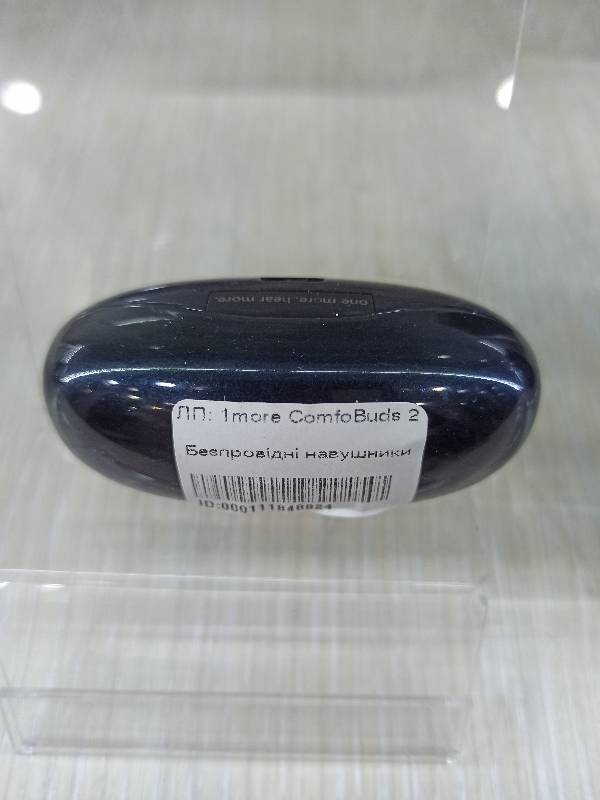 one more, hear more.
ЛП: 1more ComfoBuds 2
Безпровідні навушники